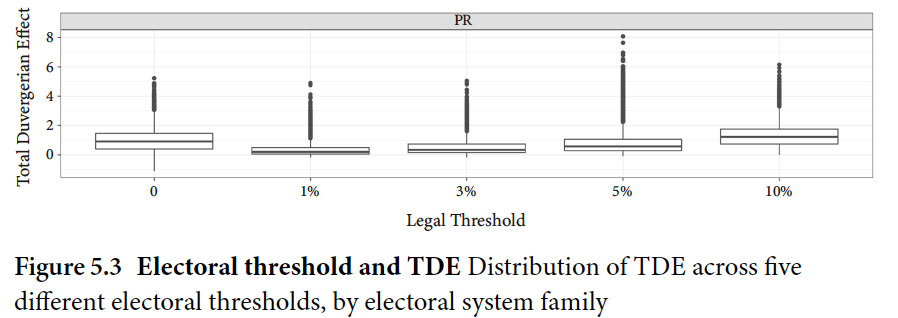 PR
Total Duvergerian Effect
8
6
4
2
0
0 1% 3% 5% 10%
Legal Threshold
Figure 5.3 Electoral threshold and TDE Distribution of TDE across five
different electoral thresholds, by electoral system family